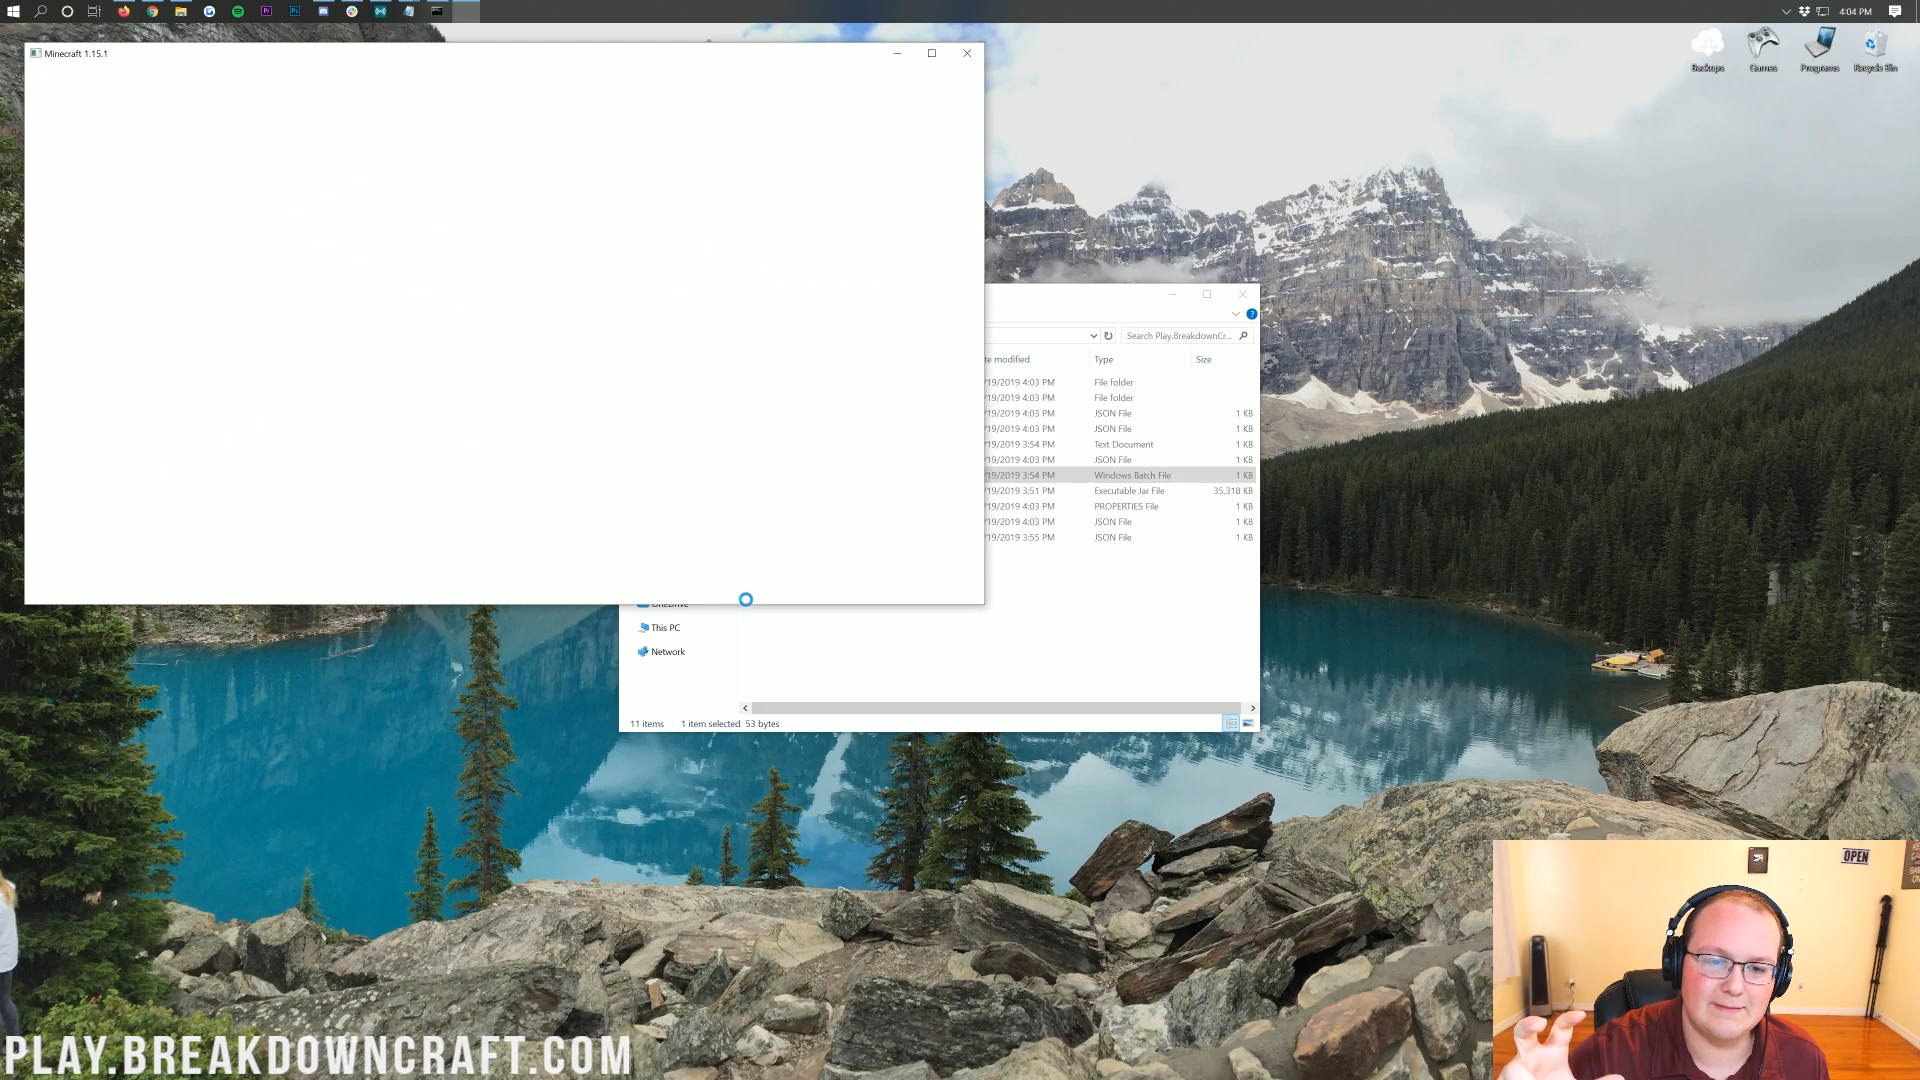 4:04 PM
Minecraft 1.15.1
Backups
Games
Programs
Recycle Bin
Search Play.BreakdownCr...
te modified Type Size
/19/2019 4:03 PM File folder
/19/2019 4:03 PM File folder
/19/2019 4:03 PM JSON File 1 KB
/19/2019 4:03 PM JSON File 1 KB
/19/2019 3:54 PM Text Document 1 KB
/19/2019 4:03 PM JSON File 1 KB
/19/2019 3:54 PM Windows Batch File 1 KB
/19/2019 3:51 PM Executable Jar File 35,318 KB
/19/2019 4:03 PM PROPERTIES File 1 KB
/19/2019 4:03 PM JSON File 1 KB
/19/2019 3:55 PM JSON File 1 KB
OneDrive
This PC
Network
11 items 1 item selected 53 bytes
OPEN
PLAY.BREAKDOWNCRAFT.COM